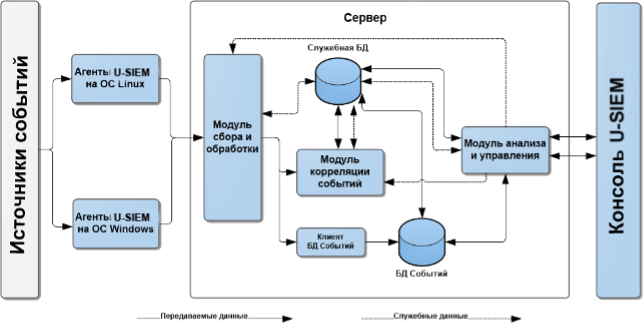 Сервер
Источники событий
Агенты U-SIEM
на ОС Linux
Агенты U-SIEM
на ОС Windows
Модуль
сбора и
обработки
Служебная БД
Модуль
корреляции
событий
Клиент
БД Событий
БД Событий
Модуль анализа
и управления
Консоль U-SIEM
Передаваемые данные
Служебные данные